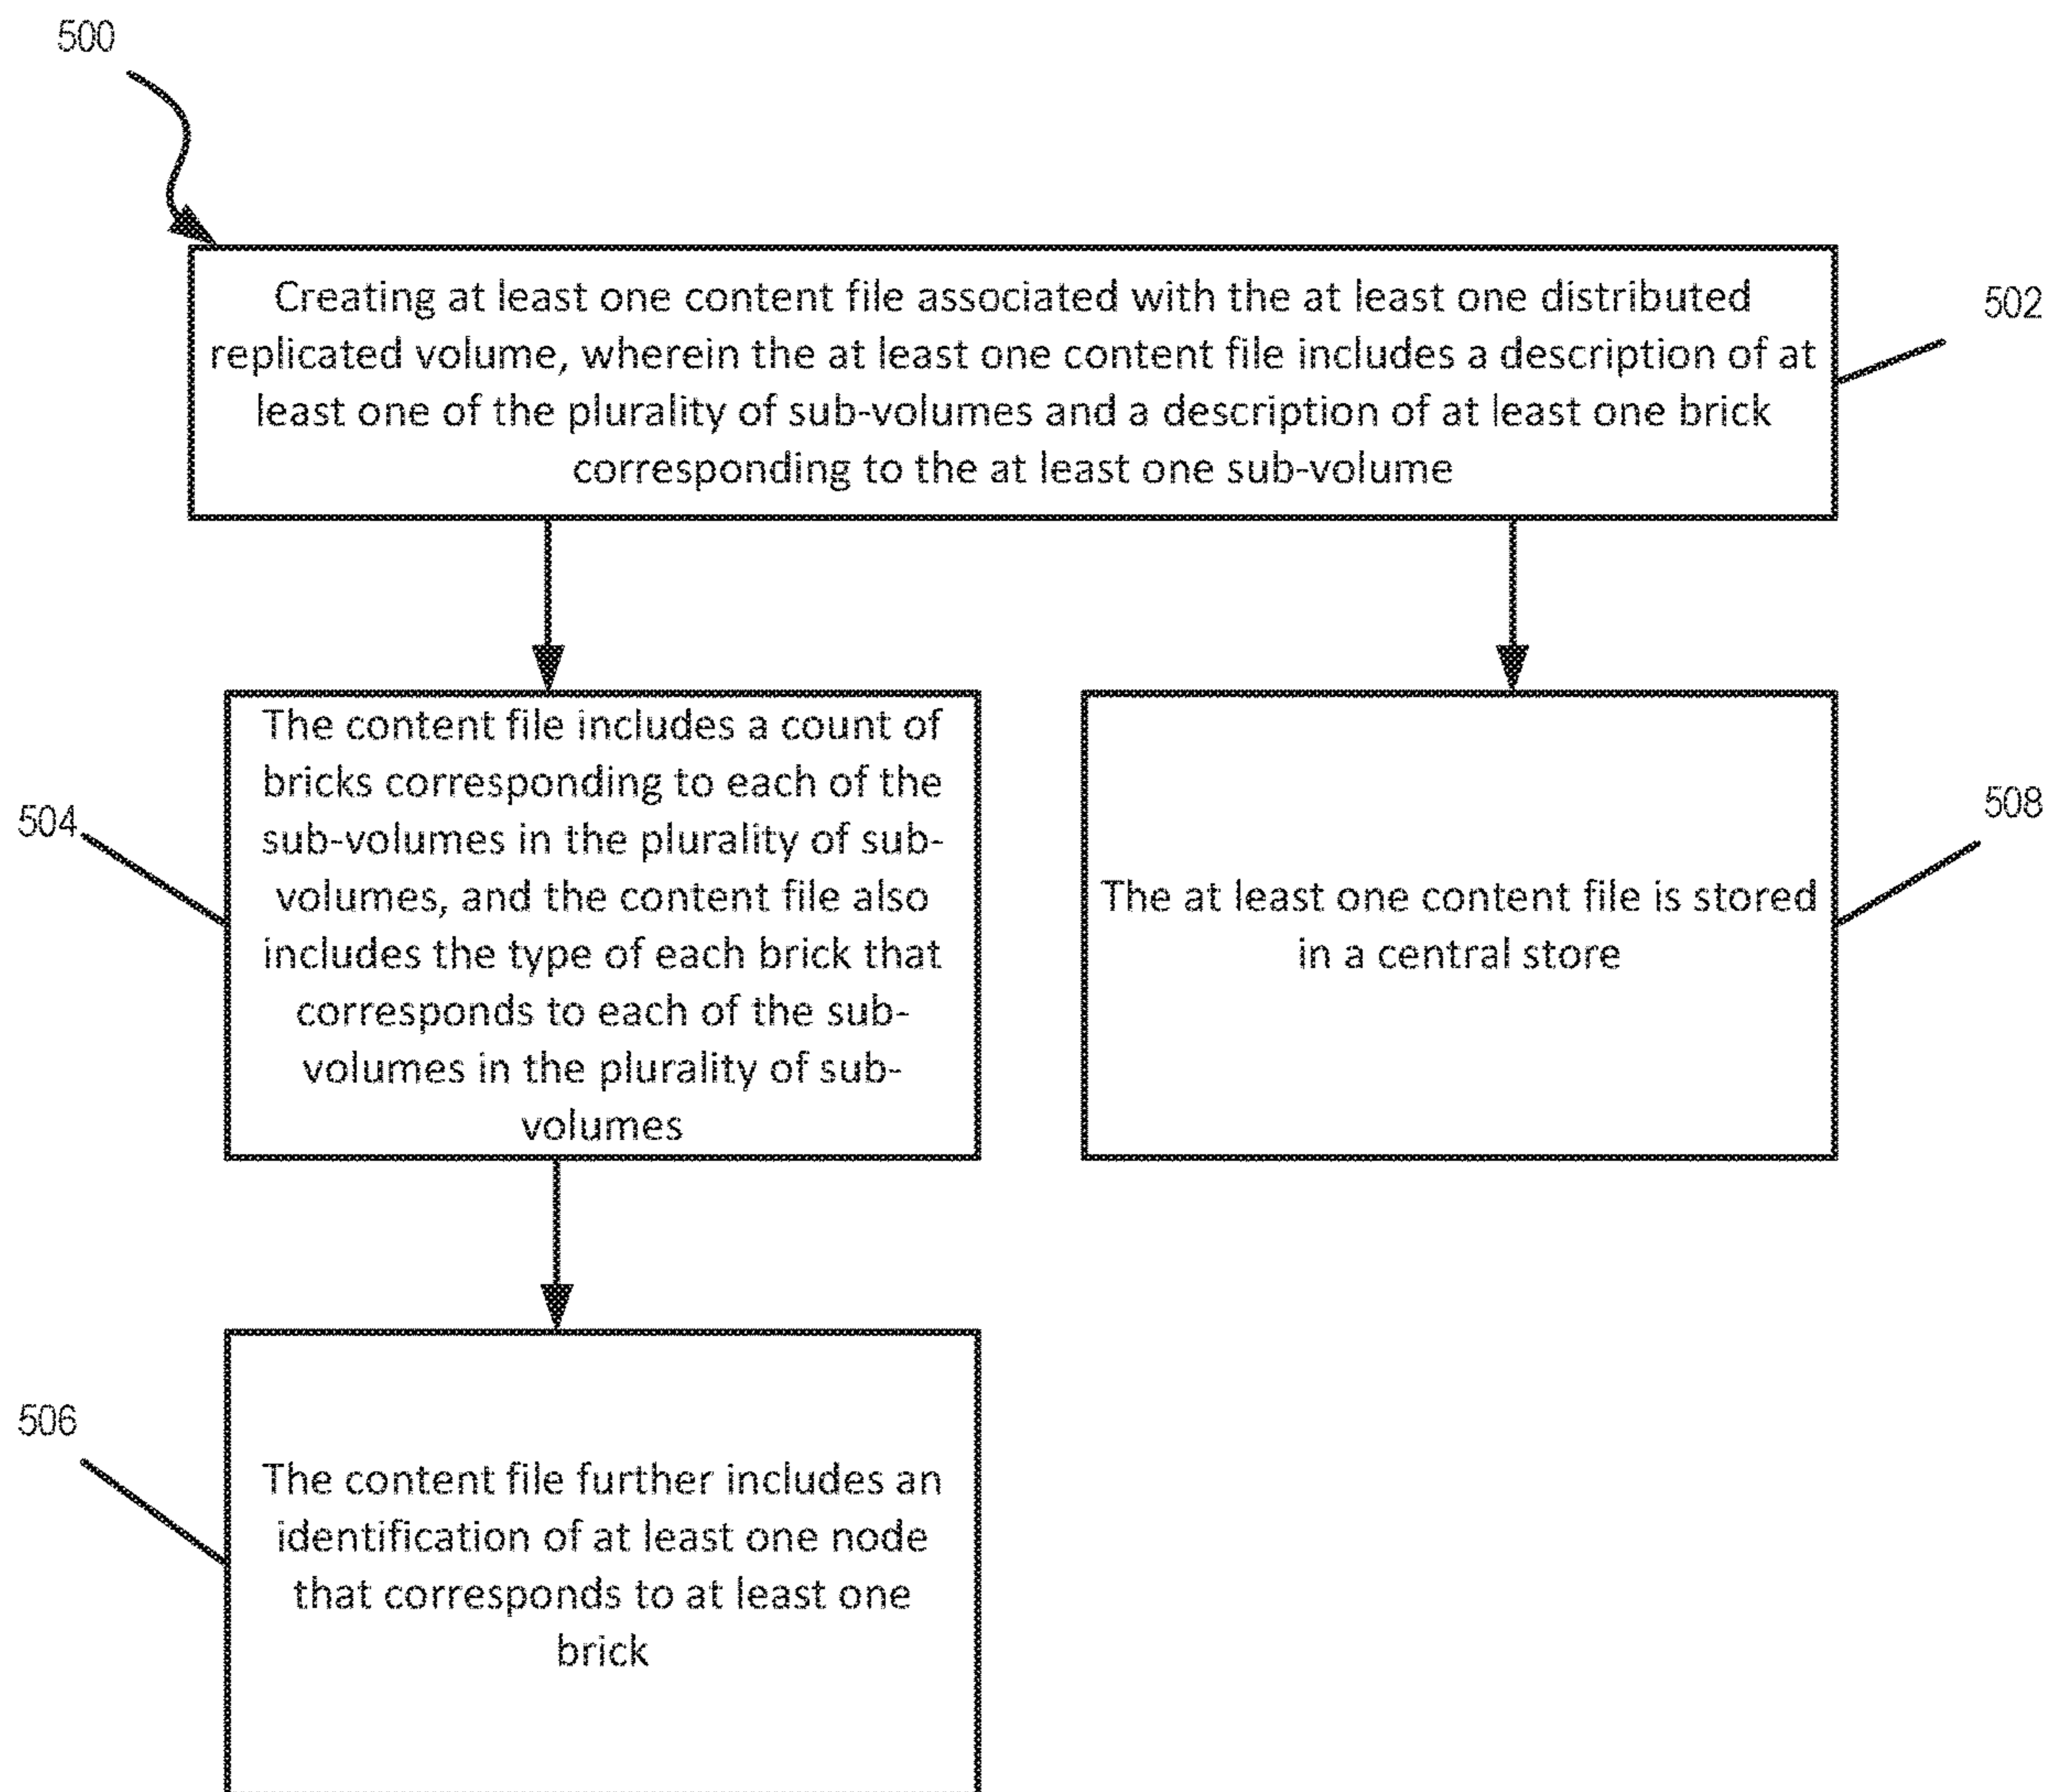 500
Creating at least one content file associated with the at least one distributed
replicated volume, wherein the at least one content file includes a description of at
least one of the plurality of sub-volumes and a description of at least one brick
corresponding to the at least one sub-volume
502
The content file includes a count of
bricks corresponding to each of the
sub-volumes in the plurality of sub-
volumes, and the content file also
includes the type of each brick that
corresponds to each of the sub-
volumes in the plurality of sub-
volumes
504
The at least one content file is stored
in a central store
508
The content file further includes an
identification of at least one node
that corresponds to at least one
brick
506